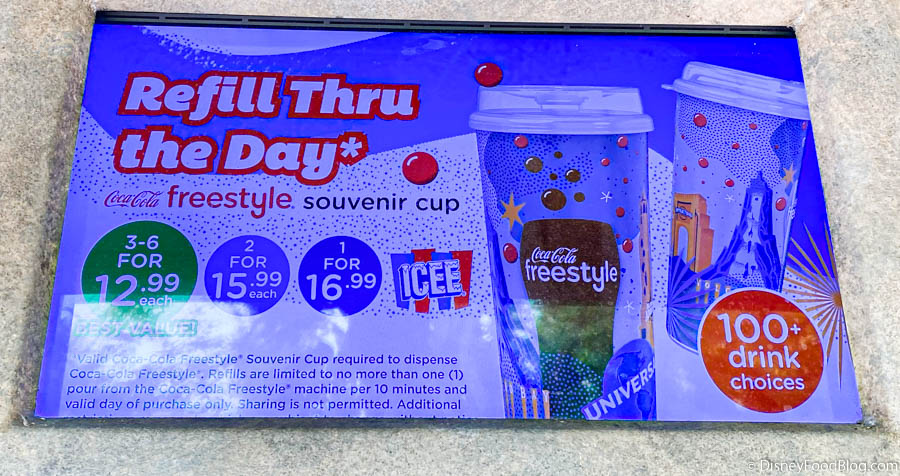 Refill Thru
the Day*
Coca-Cola freestyle. souvenir cup
3-6
FOR
12.99
each
BEST VALUE!
2
FOR
15.99
each
1
FOR
16.99
ICEE
Coca-Cola
freestyle
UNIVERS
100+
drink
choices
*Valid Coca-Cola Freestyle® Souvenir Cup required to dispense
Coca-Cola Freestyle®. Refills are limited to no more than one (1)
pour from the Coca-Cola Freestyle® machine per 10 minutes and
valid day of purchase only. Sharing is not permitted. Additional
© DisneyFoodBlog.com